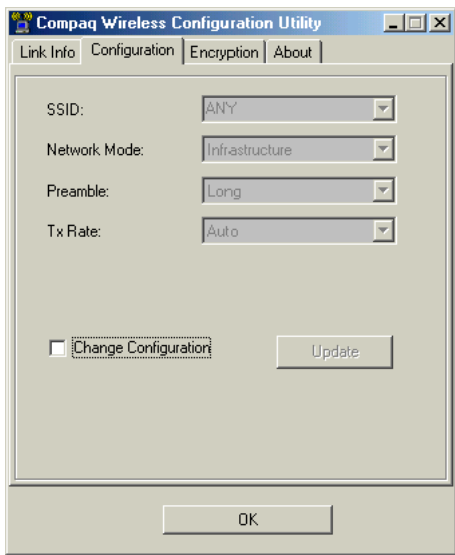 Compaq Wireless Configuration Utility
Link Info Configuration Encryption About
SSID: ANY
Network Mode: Infrastructure
Preamble: Long
Tx Rate: Auto
Change Configuration Update
OK